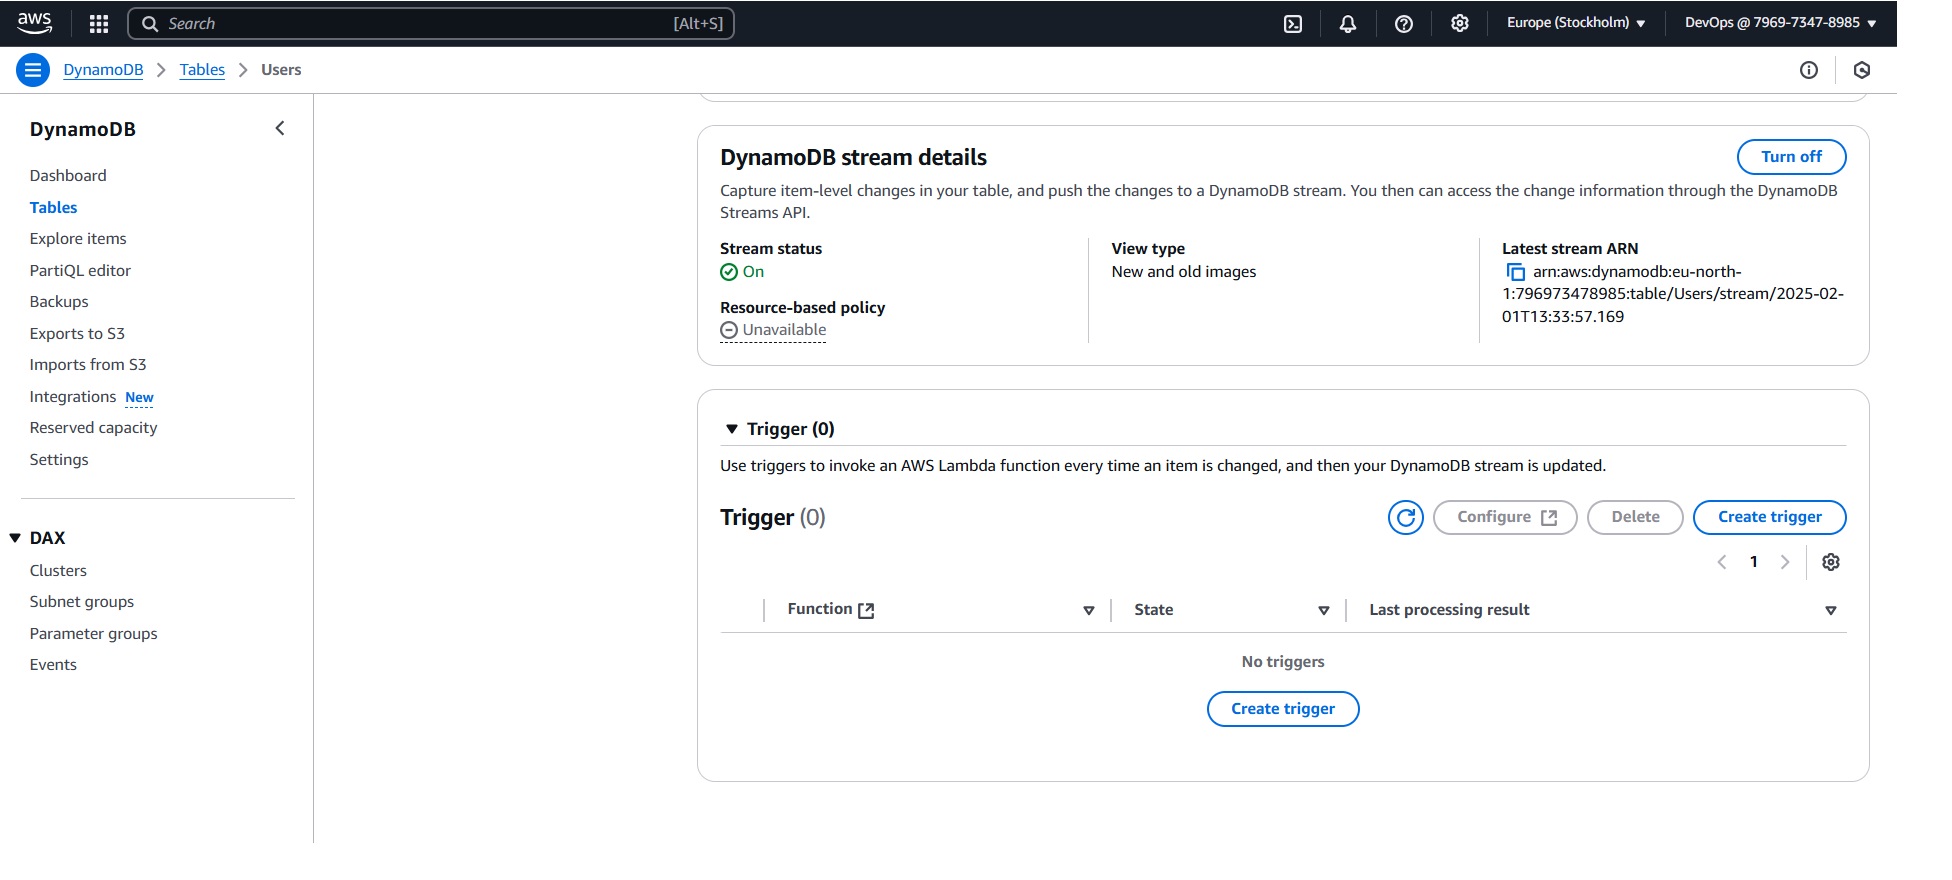 aws
Search
[Alt+S]
Europe (Stockholm)
DevOps @ 7969-7347-8985
DynamoDB
Tables
Users
DynamoDB
Dashboard
Tables
Explore items
PartiQL editor
Backups
Exports to S3
Imports from S3
Integrations New
Reserved capacity
Settings
DAX
Clusters
Subnet groups
Parameter groups
Events
DynamoDB stream details
Turn off
Capture item-level changes in your table, and push the changes to a DynamoDB stream. You then can access the change information through the DynamoDB
Streams API.
Stream status
On
Resource-based policy
Unavailable
View type
New and old images
Latest stream ARN
arn:aws:dynamodb:eu-north-
1:796973478985:table/Users/stream/2025-02-
01T13:33:57.169
Trigger (0)
Use triggers to invoke an AWS Lambda function every time an item is changed, and then your DynamoDB stream is updated.
Trigger (0)
Configure
Delete
Create trigger
1
Function
State
Last processing result
No triggers
Create trigger